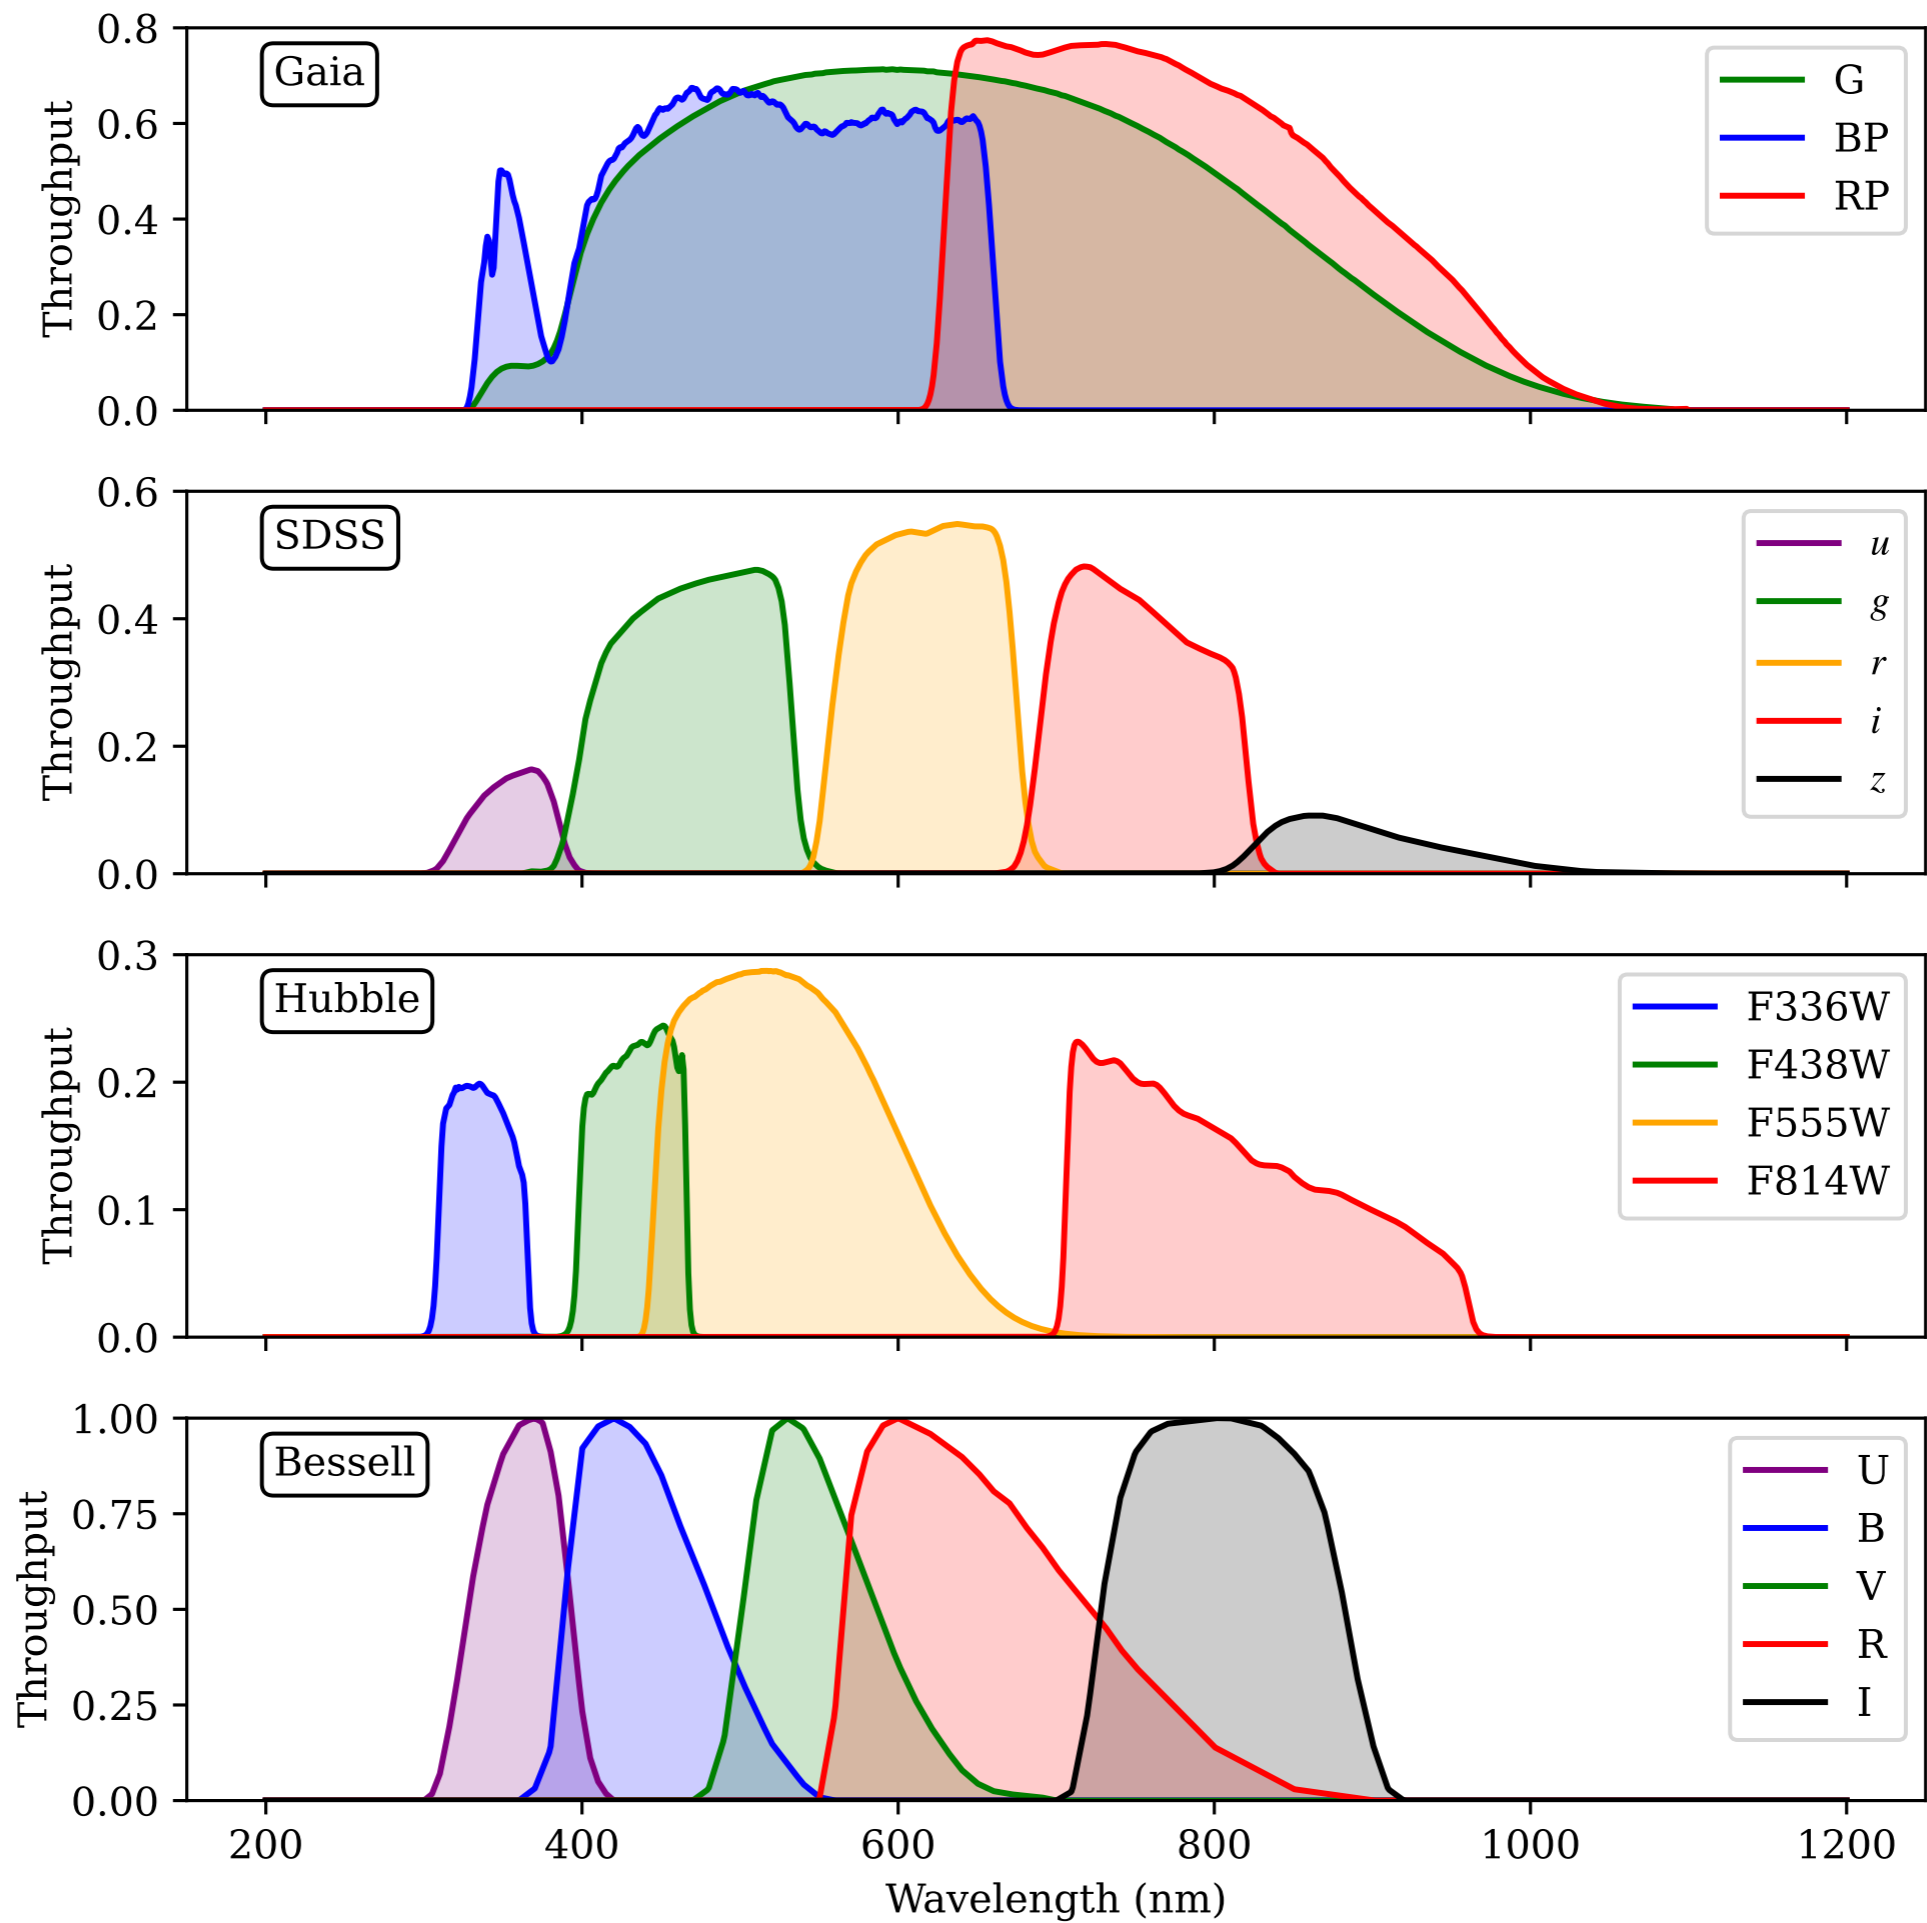 Gaia
G
BP
RP
Throughput
0.8
0.6
0.4
0.2
0.0
SDSS
u
g
r
i
z
Throughput
0.6
0.4
0.2
0.0
Hubble
F336W
F438W
F555W
F814W
Throughput
0.3
0.2
0.1
0.0
Bessell
U
B
V
R
I
Throughput
1.00
0.75
0.50
0.25
0.00
200 400 600 800 1000 1200
Wavelength (nm)